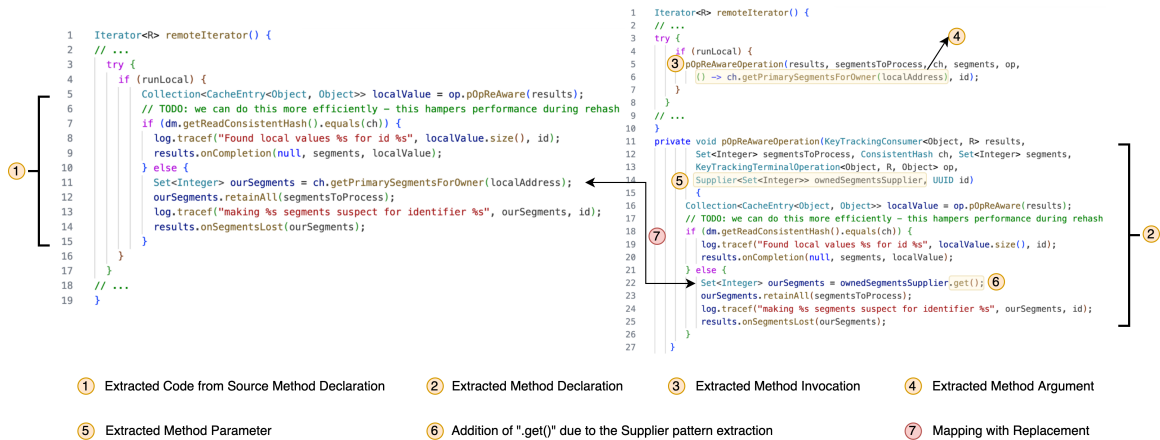 1 Iterator<R> remoteIterator() {
2 // ...
3 try {
4 if (runLocal) {
5 Collection<CacheEntry<Object, Object>> localValue = op.pOpReAware(results);
6 // TODO: we can do this more efficiently – this hampers performance during rehash
7 if (dm.getReadConsistentHash().equals(ch)) {
8 log.tracef("Found local values %s for id %s", localValue.size(), id);
9 results.onCompletion(null, segments, localValue);
10 } else {
11 Set<Integer> ourSegments = ch.getPrimarySegmentsForOwner(localAddress);
12 ourSegments.retainAll(segmentsToProcess);
13 log.tracef("making %s segments suspect for identifier %s", ourSegments, id);
14 results.onSegmentsLost(ourSegments);
15 }
16 }
17 }
18 // ...
19 }
1
1 Iterator<R> remoteIterator() {
2 // ...
3 try {
4 if (runLocal) {
5 pOpReAwareOperation(results, segmentsToProcess, ch, segments, op,
6 () -> ch.getPrimarySegmentsForOwner(localAddress), id);
7 }
8 }
9 // ...
10 }
11 private void pOpReAwareOperation(KeyTrackingConsumer<Object, R> results,
12 Set<Integer> segmentsToProcess, ConsistentHash ch, Set<Integer> segments,
13 KeyTrackingTerminalOperation<Object, R, Object> op,
14 Supplier<Set<Integer>> ownedSegmentsSupplier, UUID id)
15 {
16 Collection<CacheEntry<Object, Object>> localValue = op.pOpReAware(results);
17 // TODO: we can do this more efficiently – this hampers performance during rehash
18 if (dm.getReadConsistentHash().equals(ch)) {
19 log.tracef("Found local values %s for id %s", localValue.size(), id);
20 results.onCompletion(null, segments, localValue);
21 } else {
22 Set<Integer> ourSegments = ownedSegmentsSupplier.get();
23 ourSegments.retainAll(segmentsToProcess);
24 log.tracef("making %s segments suspect for identifier %s", ourSegments, id);
25 results.onSegmentsLost(ourSegments);
26 }
27 }
4
3
5
7
2
6
1 Extracted Code from Source Method Declaration
2 Extracted Method Declaration
3 Extracted Method Invocation
4 Extracted Method Argument
5 Extracted Method Parameter
6 Addition of ".get()" due to the Supplier pattern extraction
7 Mapping with Replacement